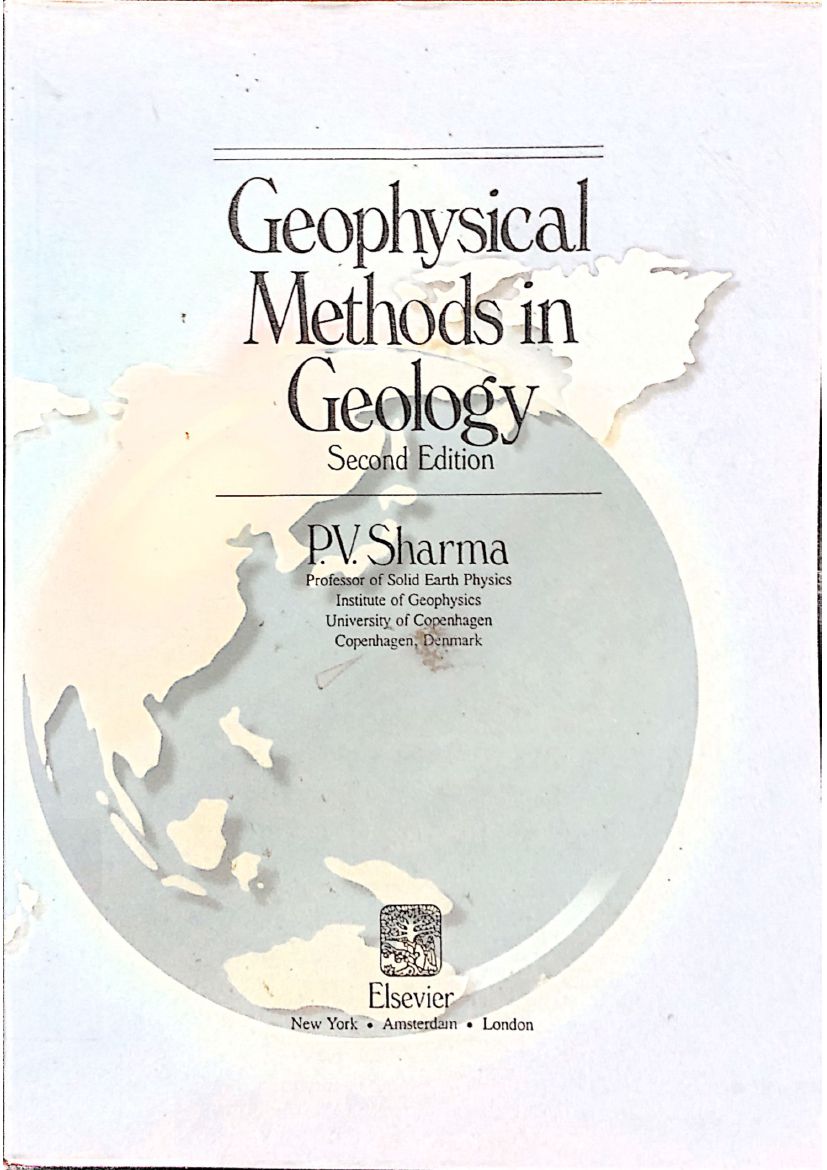 Geophysical
Methods in
Geology
Second Edition
P.V. Sharma
Professor of Solid Earth Physics
Institute of Geophysics
University of Copenhagen
Copenhagen, Denmark
Elsevier
New York • Amsterdam • London